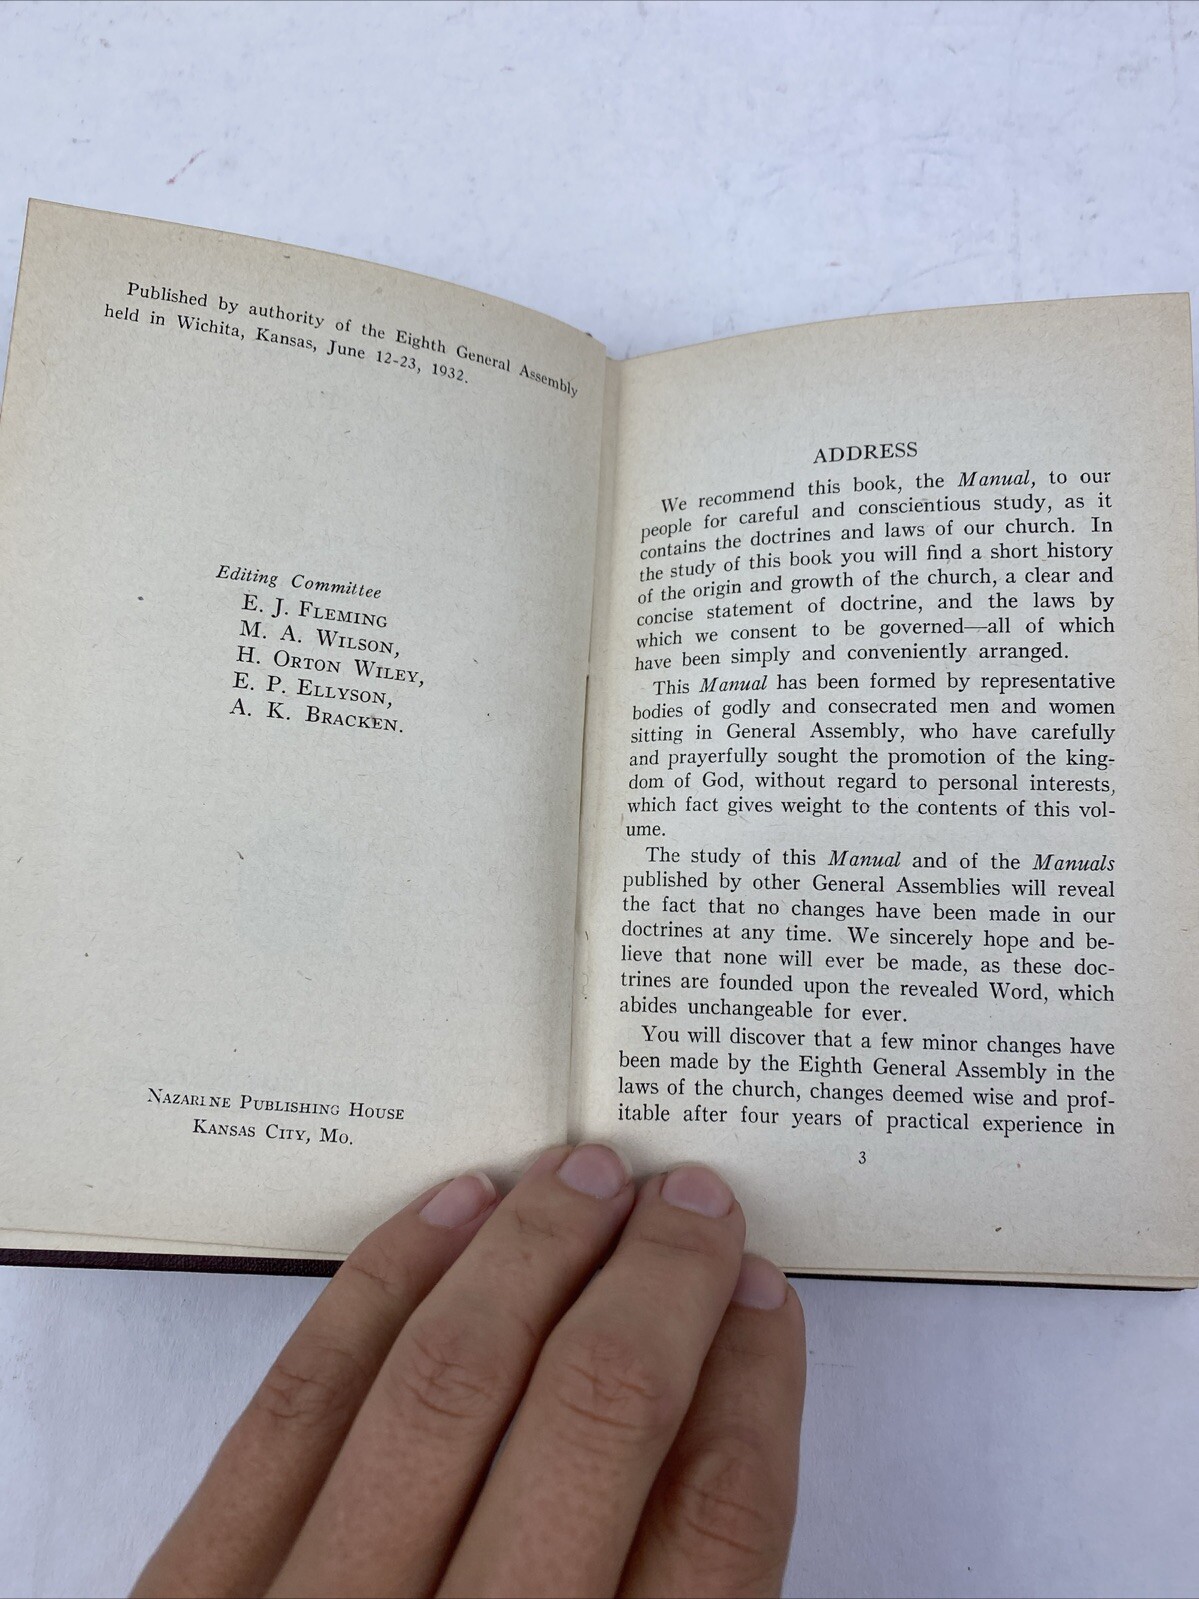 Published by authority of the Eighth General Assembly
held in Wichita, Kansas, June 12-23, 1932.
Editing Committee
E. J. FLEMING
M. A. WILSON,
H. ORTON WILEY,
E. P. ELLYSON,
A. K. BRACKEN.
NAZARENE PUBLISHING HOUSE
KANSAS CITY, MO.
ADDRESS
We recommend this book, the Manual, to our
people for careful and conscientious study, as it
contains the doctrines and laws of our church. In
the study of this book you will find a short history
of the origin and growth of the church, a clear and
concise statement of doctrine, and the laws by
which we consent to be governed—all of which
have been simply and conveniently arranged.
This Manual has been formed by representative
bodies of godly and consecrated men and women
sitting in General Assembly, who have carefully
and prayerfully sought the promotion of the king-
dom of God, without regard to personal interests,
which fact gives weight to the contents of this vol-
ume.
The study of this Manual and of the Manuals
published by other General Assemblies will reveal
the fact that no changes have been made in our
doctrines at any time. We sincerely hope and be-
lieve that none will ever be made, as these doc-
trines are founded upon the revealed Word, which
abides unchangeable for ever.
You will discover that a few minor changes have
been made by the Eighth General Assembly in the
laws of the church, changes deemed wise and prof-
itable after four years of practical experience in
3